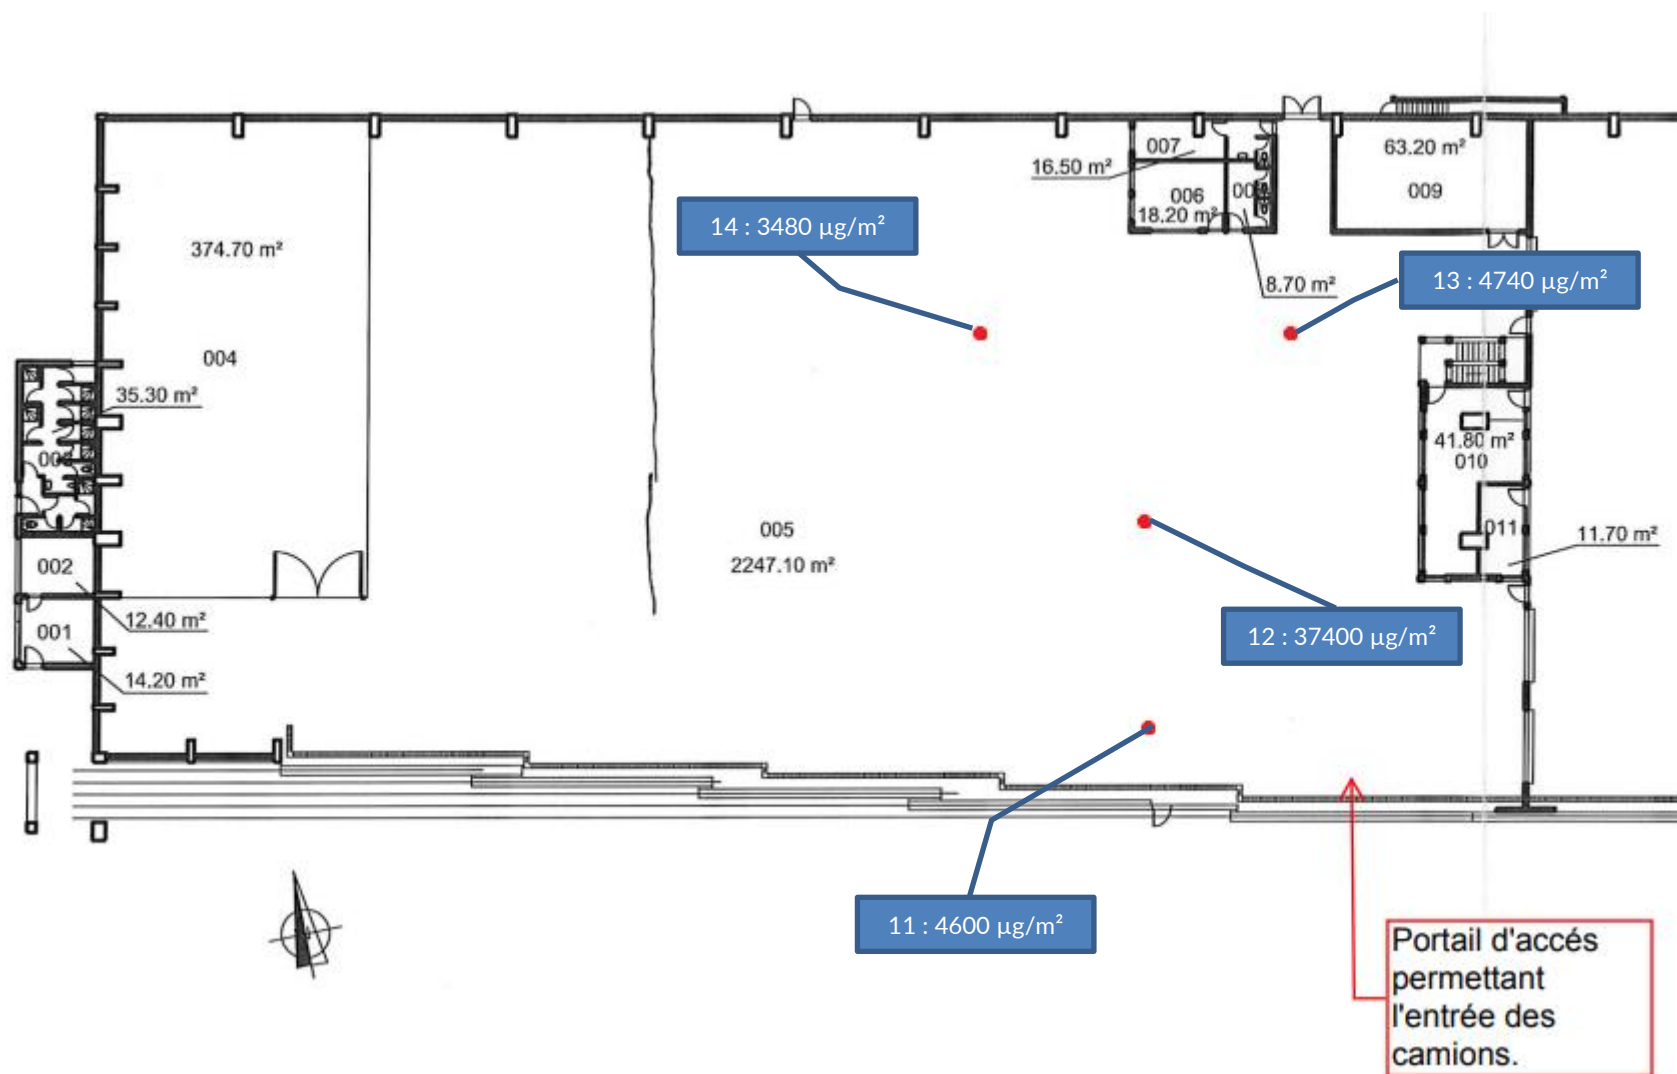 007
63.20 m²
16.50 m²
009
006
18.20 m²
14 : 3480 µg/m²
374.70 m²
8.70 m²
13 : 4740 µg/m²
004
35.30 m²
41.80 m²
010
005
011
11.70 m²
2247.10 m²
002
12.40 m²
001
12 : 37400 µg/m²
14.20 m²
11 : 4600 µg/m²
Portail d'accés
permettant
l'entrée des
camions.